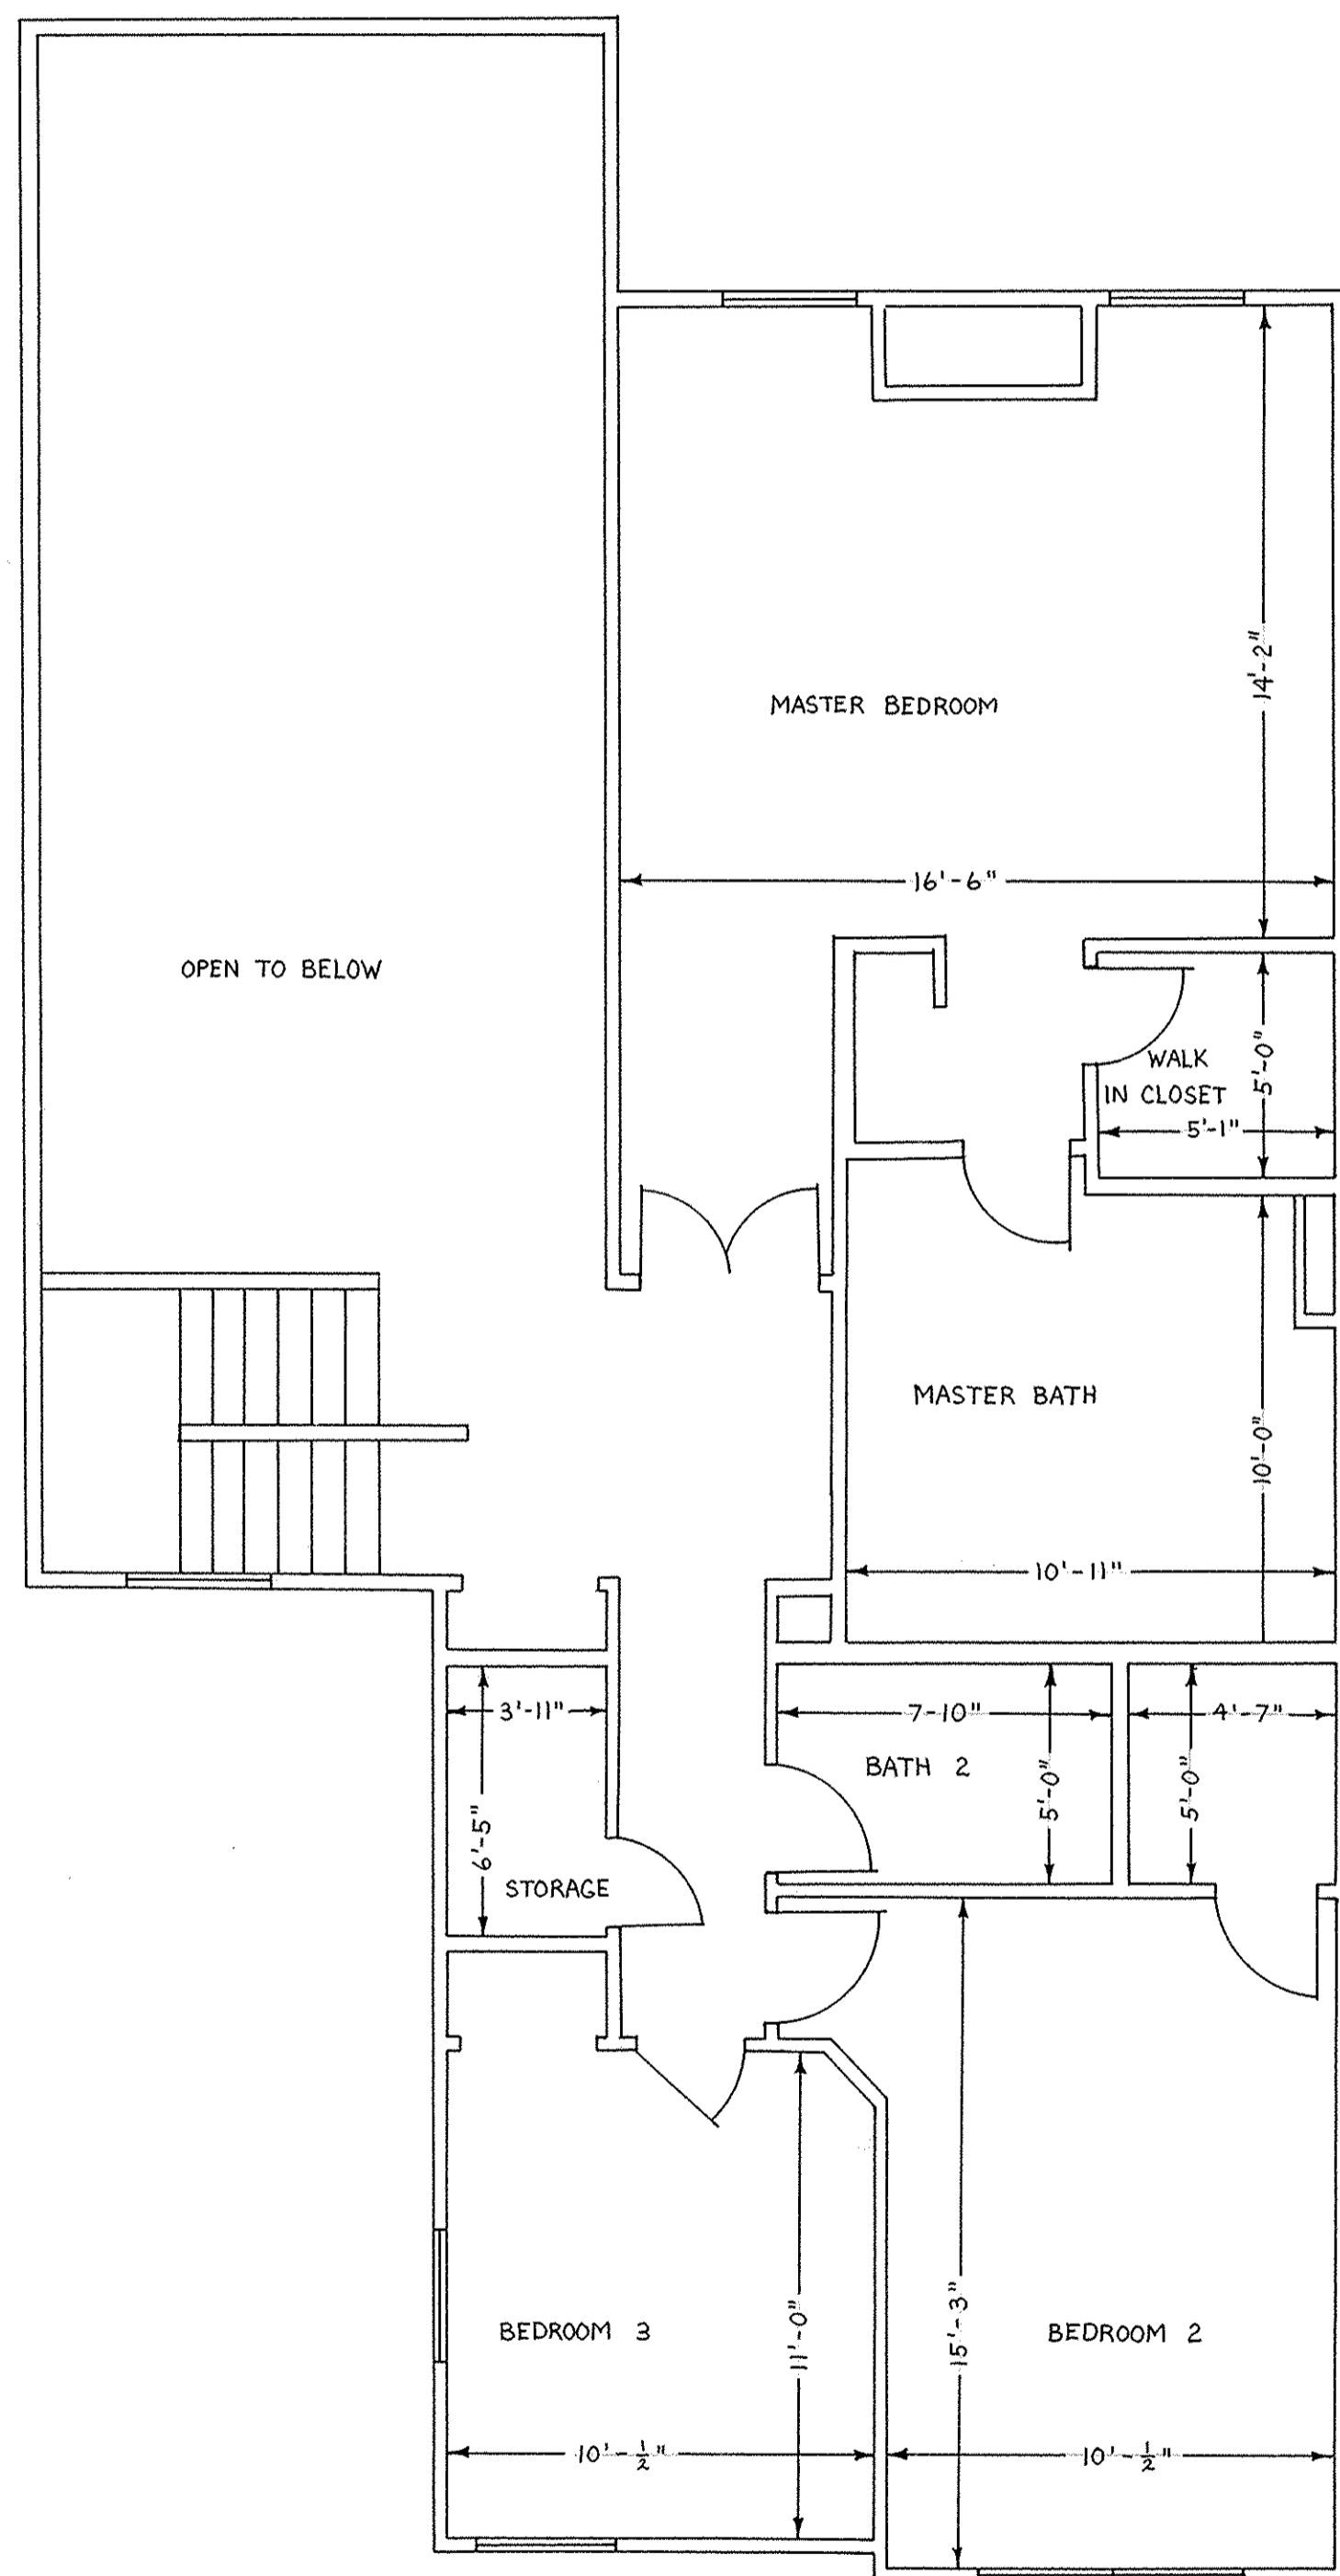 14'-2"
MASTER BEDROOM
16'-6"
OPEN TO BELOW
WALK
IN CLOSET
5'-0"
5'-1"
MASTER BATH
10'-0"
10'-11"
3'-11"
7-10"
4'-7"
BATH 2
5'-0"
5'-0"
6'-5"
STORAGE
BEDROOM 3
11'-0"
15'-3"
BEDROOM 2
10'-½"
10'-½"